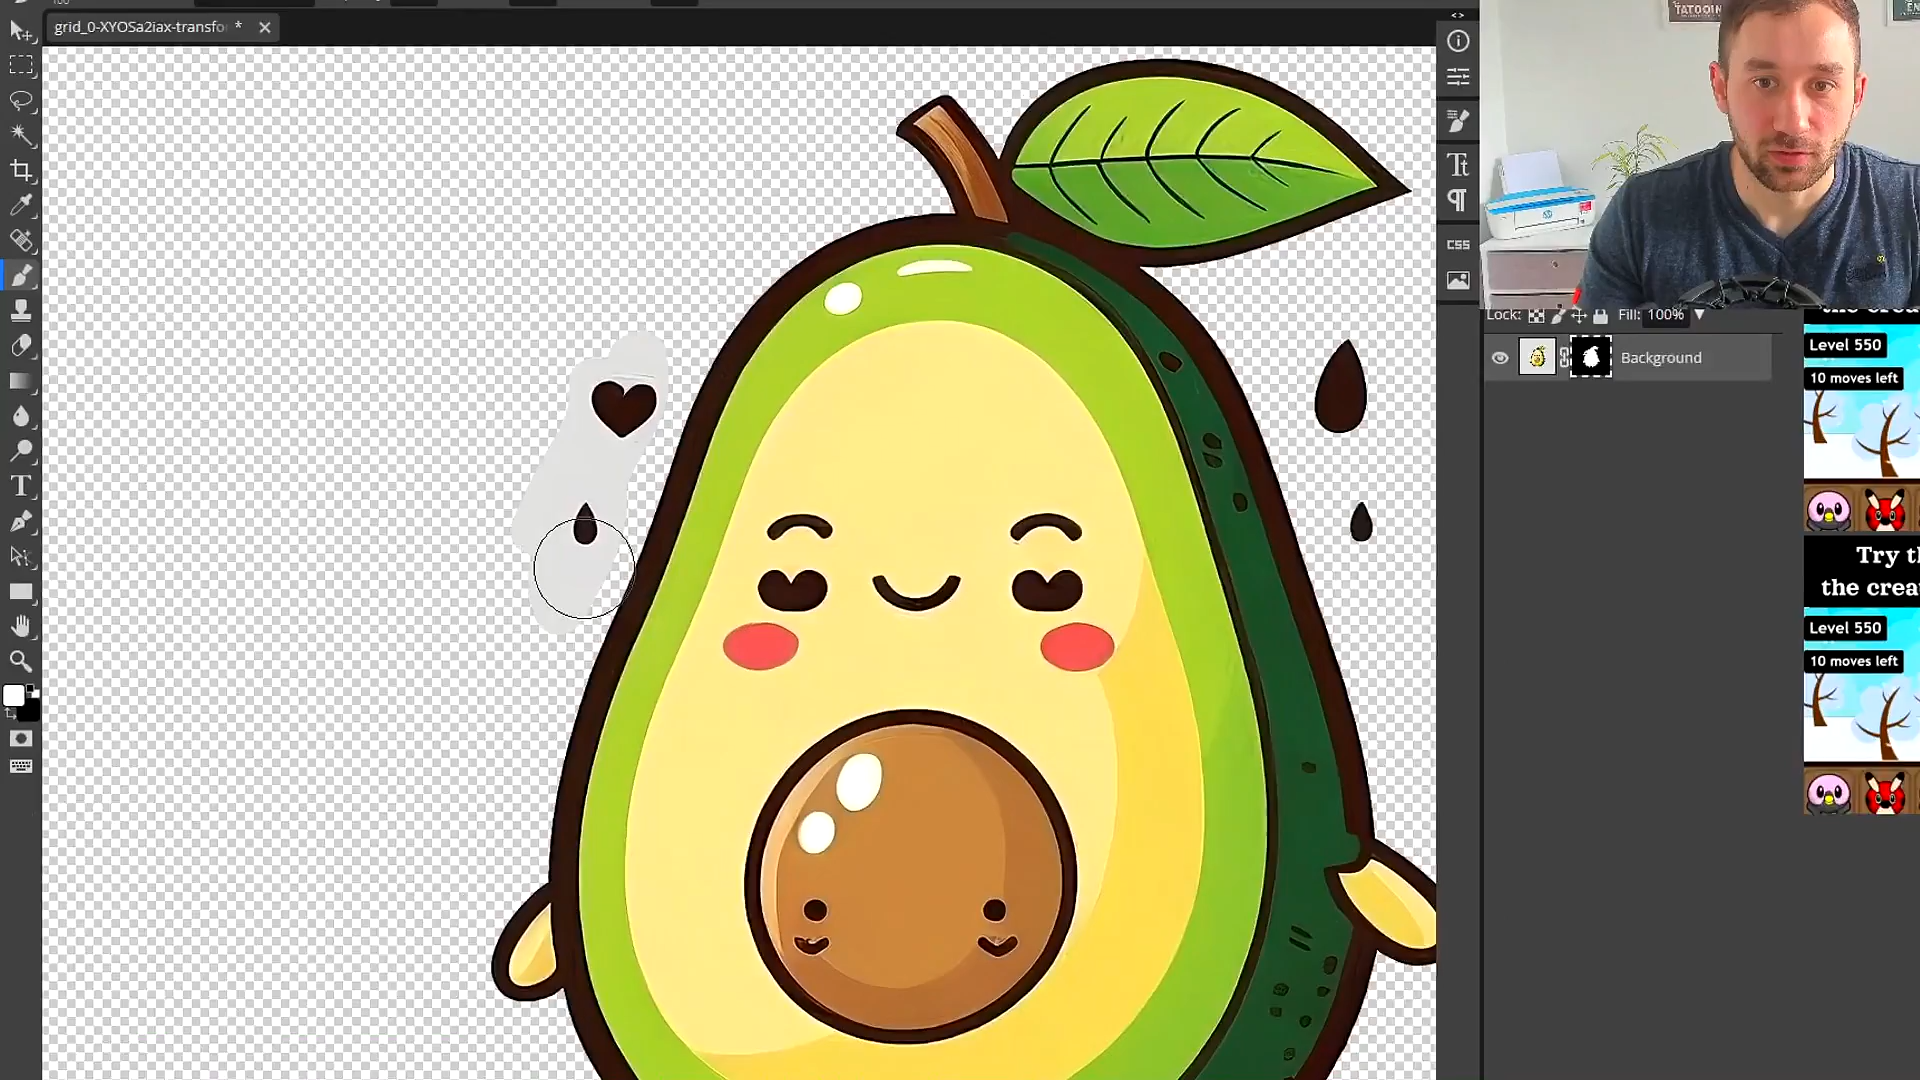 grid_0-XYOSa2iax-transfo *
TATOOIN
EN
CSS
Lock:
Fill: 100%
Background
Level 550
10 moves left
Try t
the crea
Level 550
10 moves left